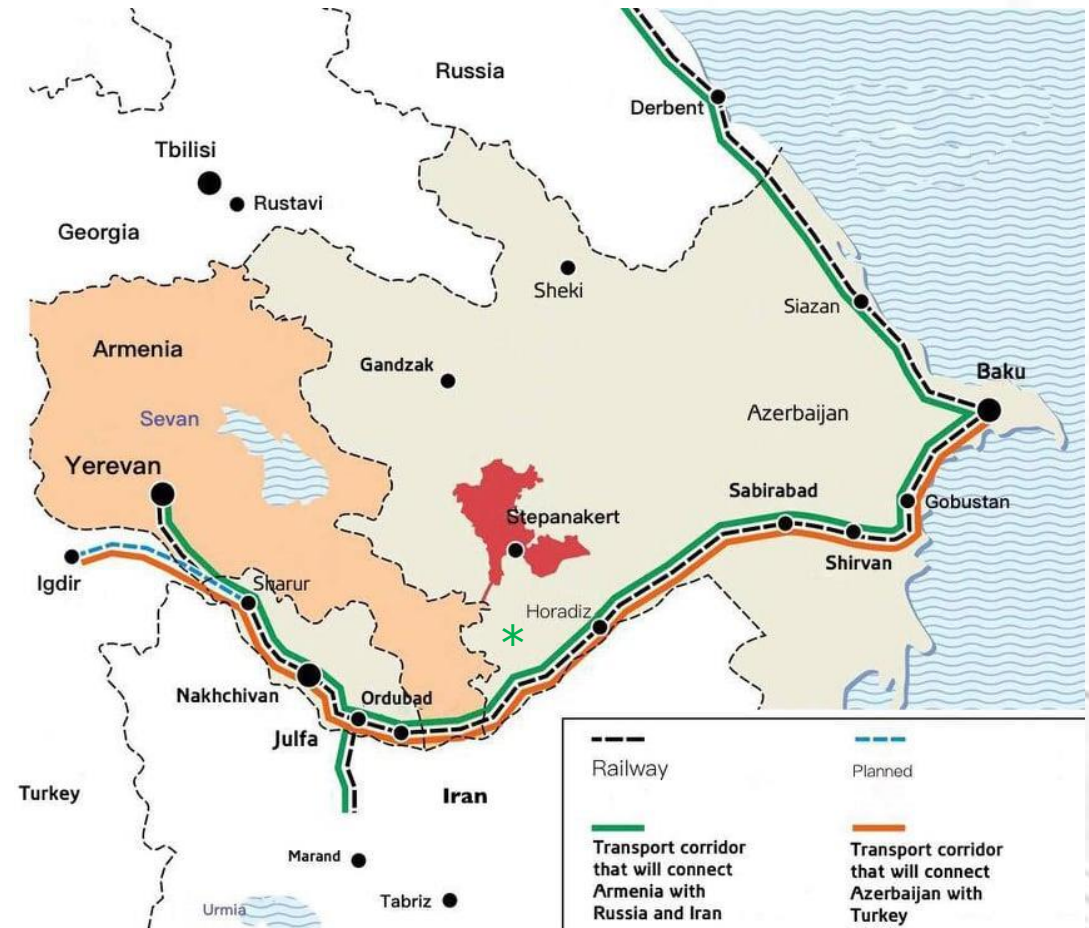 Russia
Derbent
Tbilisi
Rustavi
Georgia
Sheki
Siazan
Armenia
Gandzak
Baku
Sevan
Azerbaijan
Yerevan
Sabirabad
Gobustan
Stepanakert
Shirvan
Igdir
Sharur
Horadiz
Nakhchivan
Ordubad
Julfa
Turkey
Iran
Marand
Tabriz
Urmia
Railway
Planned
Transport corridor
that will connect
Armenia with
Russia and Iran
Transport corridor
that will connect
Azerbaijan with
Turkey